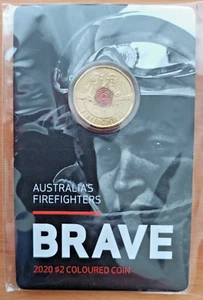 AUSTRALIA'S
FIREFIGHTERS
BRAVE
2020 $2 COLOURED COIN